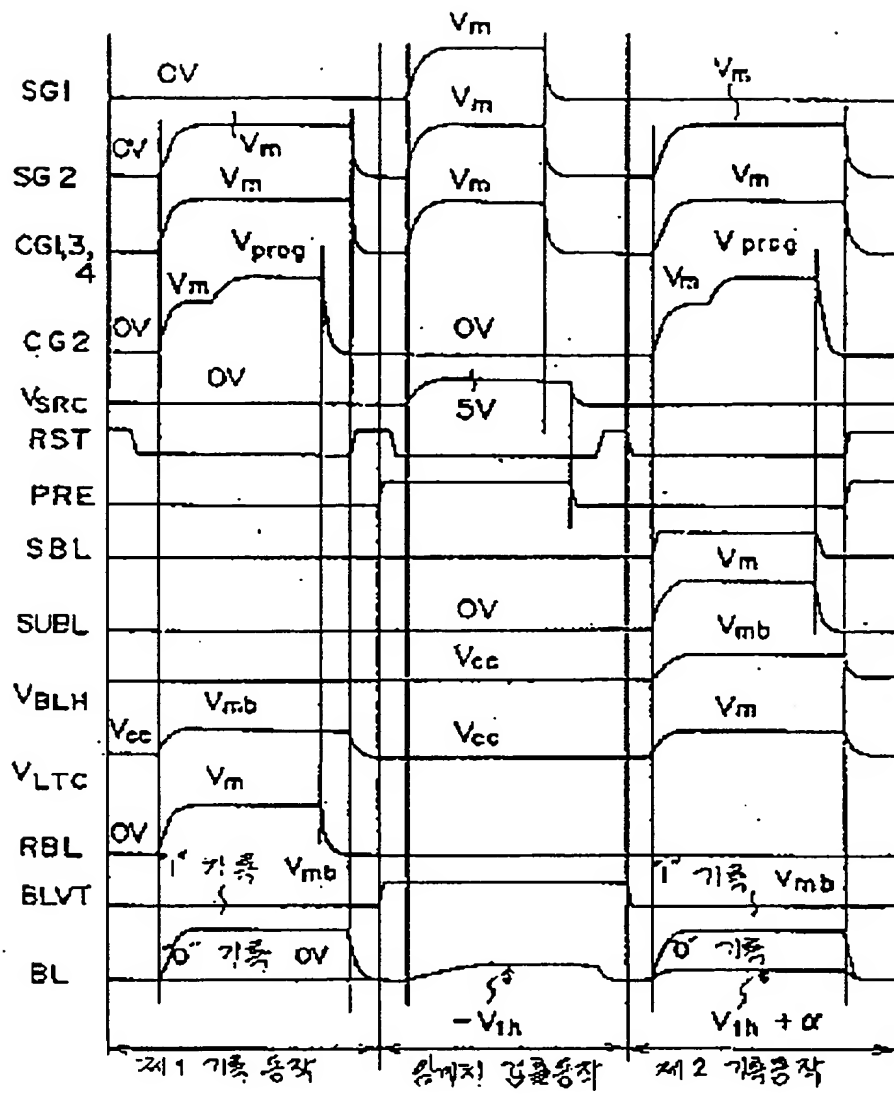 Vm
SG1 0V Vm
Vm
0V Vm
SG2 Vm Vm Vm
CG1,3,4 Vprog Vprog
Vm Vm
0V 0V
CG2 0V
VSRC 5V
RST
PRE
SBL Vm
0V
SUBL Vmb
Vcc
VBLH Vmb Vm
Vcc Vcc
VLTC Vm
0V
RBL
"1" 기록 Vmb "1" 기록 Vmb
BLVT
"0" 기록 0V "0" 기록
BL
-Vth Vth + α
제1 기록 동작 임계치 검출동작 제2 기록동작